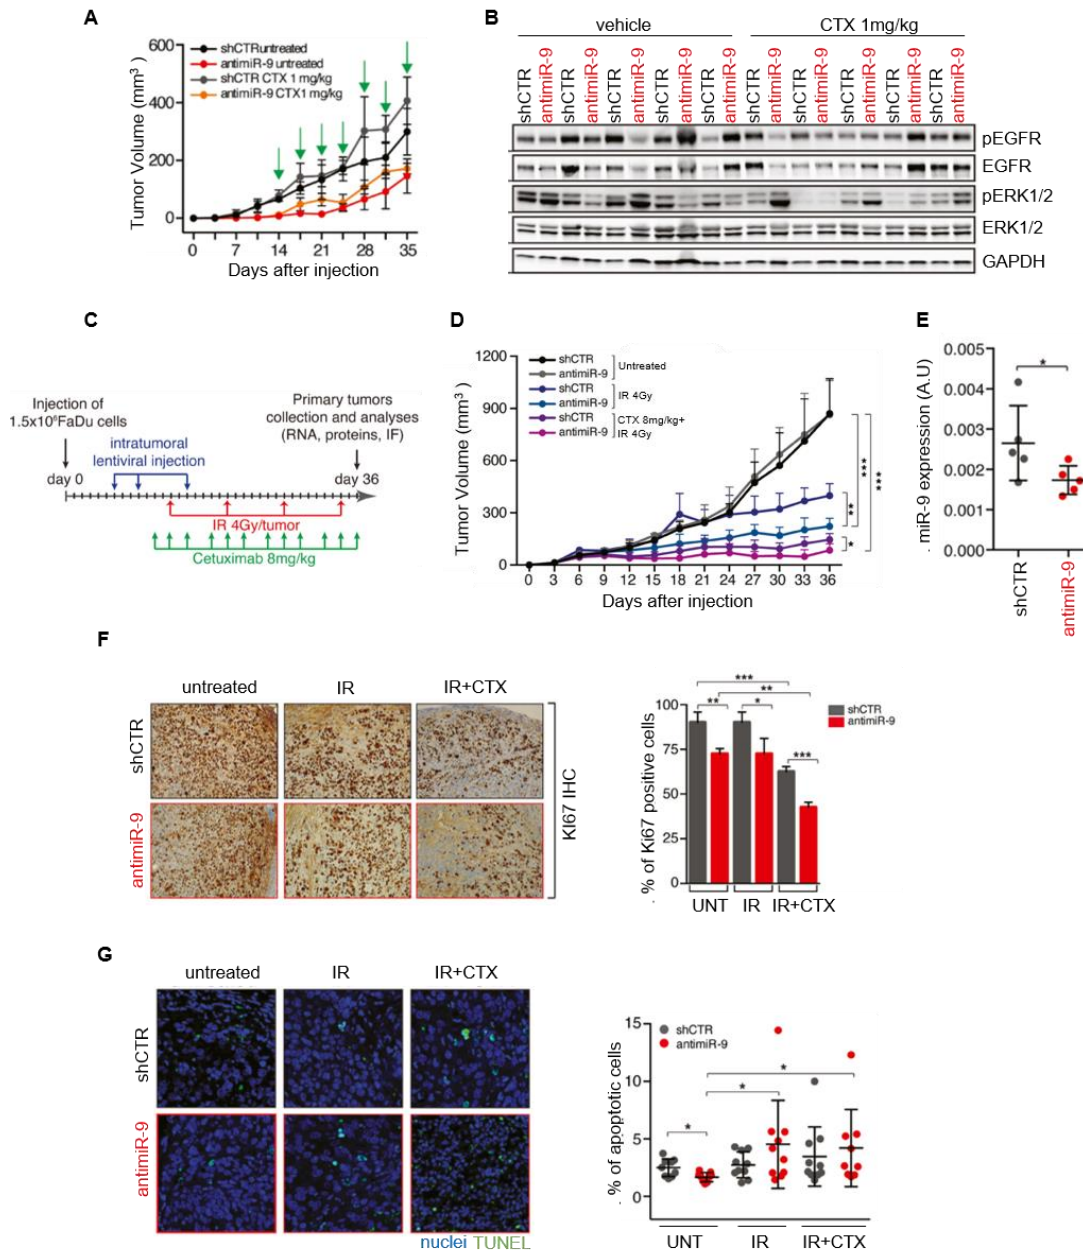 A
Tumor Volume (mm³)
600
400
200
0
shCTRuntreated
antimiR-9 untreated
shCTR CTX 1 mg/kg
antimiR-9 CTX1 mg/kg
0 7 14 21 28 35
Days after injection
B
vehicle
CTX 1mg/kg
shCTR antimiR-9 shCTR antimiR-9 shCTR antimiR-9 shCTR antimiR-9 shCTR antimiR-9 shCTR antimiR-9 shCTR antimiR-9 shCTR antimiR-9 shCTR antimiR-9 shCTR antimiR-9
pEGFR
EGFR
pERK1/2
ERK1/2
GAPDH
C
Injection of
1.5x10⁶FaDu cells
Primary tumors
collection and analyses
(RNA, proteins, IF)
intratumoral
lentiviral injection
day 0
day 36
IR 4Gy/tumor
Cetuximab 8mg/kg
D
Tumor Volume (mm³)
1200
900
600
300
0
shCTR
antimiR-9
Untreated
shCTR
antimiR-9
IR 4Gy
shCTR
antimiR-9
CTX 8mg/kg+
IR 4Gy
***
***
**
*
0 3 6 9 12 15 18 21 24 27 30 33 36
Days after injection
E
miR-9 expression (A.U)
0.005
0.004
0.003
0.002
0.001
0.000
*
shCTR
antimiR-9
F
untreated
IR
IR+CTX
shCTR
antimiR-9
KI67 IHC
% of Ki67 positive cells
100
75
50
25
0
***
**
**
*
***
shCTR
antimiR-9
UNT IR IR+CTX
G
untreated
IR
IR+CTX
shCTR
antimiR-9
nuclei TUNEL
% of apoptotic cells
15
10
5
0
shCTR
antimiR-9
*
*
*
UNT IR IR+CTX